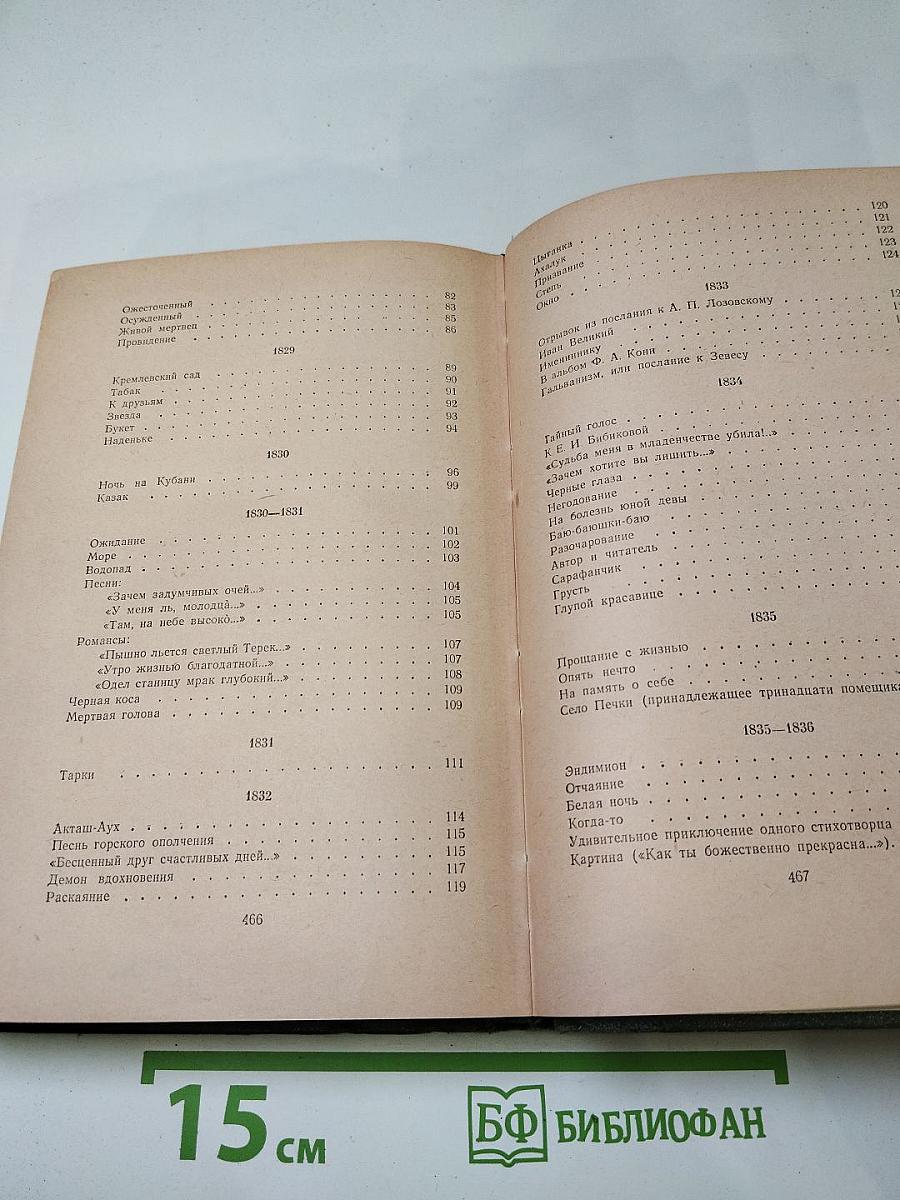 Ожесточенный . . . . . . . . . . . . . . . . . 82
Осужденный . . . . . . . . . . . . . . . . . 83
Живой мертвец . . . . . . . . . . . . . . . . . 85
Провидение . . . . . . . . . . . . . . . . . 86
1829
Кремлевский сад . . . . . . . . . . . . . . . . . 89
Табак . . . . . . . . . . . . . . . . . 90
К друзьям . . . . . . . . . . . . . . . . . 91
Звезда . . . . . . . . . . . . . . . . . 92
Букет . . . . . . . . . . . . . . . . . 93
Наденьке . . . . . . . . . . . . . . . . . 94
1830
Ночь на Кубани . . . . . . . . . . . . . . . . . 96
Казак . . . . . . . . . . . . . . . . . 99
1830—1831
Ожидание . . . . . . . . . . . . . . . . . 101
Море . . . . . . . . . . . . . . . . . 102
Водопад . . . . . . . . . . . . . . . . . 103
Песни:
«Зачем задумчивых очей...» . . . . . . . . . . . 104
«У меня ль, молодца̀...» . . . . . . . . . . . 105
«Там, на небе высоко̀...» . . . . . . . . . . . 105
Романсы:
«Пышно льется светлый Терек...» . . . . . . . . . 107
«Утро жизнью благодатной...» . . . . . . . . . 107
«Одел станицу мрак глубокий...» . . . . . . . . . 108
Черная коса . . . . . . . . . . . . . . . . . 109
Мертвая голова . . . . . . . . . . . . . . . . . 109
1831
Тарки . . . . . . . . . . . . . . . . . 111
1832
Акташ-Аух . . . . . . . . . . . . . . . . . 114
Песнь горского ополчения . . . . . . . . . . . . . 115
«Бесценный друг счастливых дней...» . . . . . . . . . 115
Демон вдохновения . . . . . . . . . . . . . . . . . 117
Раскаяние . . . . . . . . . . . . . . . . . 119
466
Цыганка . . . . . . . . . . . . . . . . . 120
Ахалук . . . . . . . . . . . . . . . . . 121
Призвание . . . . . . . . . . . . . . . . . 122
Степь . . . . . . . . . . . . . . . . . 123
Окно . . . . . . . . . . . . . . . . . 124
1833
Отрывок из послания к А. П. Лозовскому . . . . . .
Иван Великий . . . . . . . . . . . . . . .
Имениннику . . . . . . . . . . . . . . .
В альбом Ф. А. Кони . . . . . . . . . . . . .
Гальванизм, или послание к Зевесу . . . . . . . .
1834
Тайный голос . . . . . . . . . . . . . . .
К Е. И. Бибиковой . . . . . . . . . . . . .
«Судьба меня в младенчестве убила!..» . . . . . .
«Зачем хотите вы лишить...» . . . . . . . . .
Черные глаза . . . . . . . . . . . . . . .
Негодование . . . . . . . . . . . . . . .
На болезнь юной девы . . . . . . . . . . . .
Баю-баюшки-баю . . . . . . . . . . . . . . .
Разочарование . . . . . . . . . . . . . . .
Автор и читатель . . . . . . . . . . . . . .
Сарафанчик . . . . . . . . . . . . . . .
Грусть . . . . . . . . . . . . . . .
Глупой красавице . . . . . . . . . . . . . .
1835
Прощание с жизнью . . . . . . . . . . . . .
Опять нечто . . . . . . . . . . . . . . .
На память о себе . . . . . . . . . . . . . .
Село Печки (принадлежащее тринадцати помещика
1835—1836
Эндимион . . . . . . . . . . . . . . .
Отчаяние . . . . . . . . . . . . . . .
Белая ночь . . . . . . . . . . . . . . .
Когда-то . . . . . . . . . . . . . . .
Удивительное приключение одного стихотворца
Картина («Как ты божественно прекрасна...»).
467
15 см
БФ БИБЛИОФАН